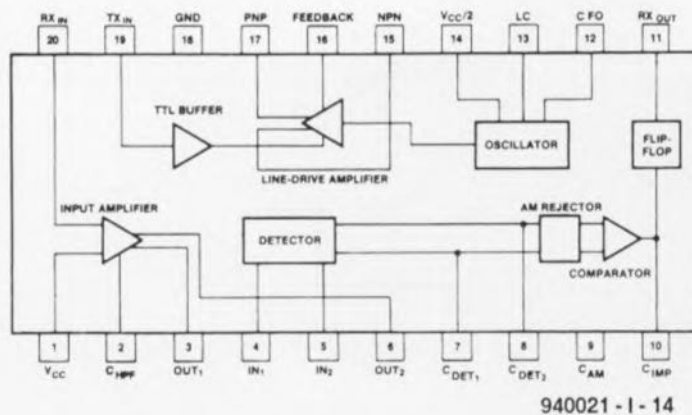 RX IN TX IN GND PNP FEEDBACK NPN VCC/2 LC CFO RX OUT
20 19 18 17 16 15 14 13 12 11
TTL BUFFER
OSCILLATOR
FLIP-
FLOP
LINE-DRIVE AMPLIFIER
INPUT AMPLIFIER
AM REJECTOR
DETECTOR
COMPARATOR
1 2 3 4 5 6 7 8 9 10
VCC CHPF OUT1 IN1 IN2 OUT2 CDET1 CDET2 CAM CIMP
940021 - I - 14